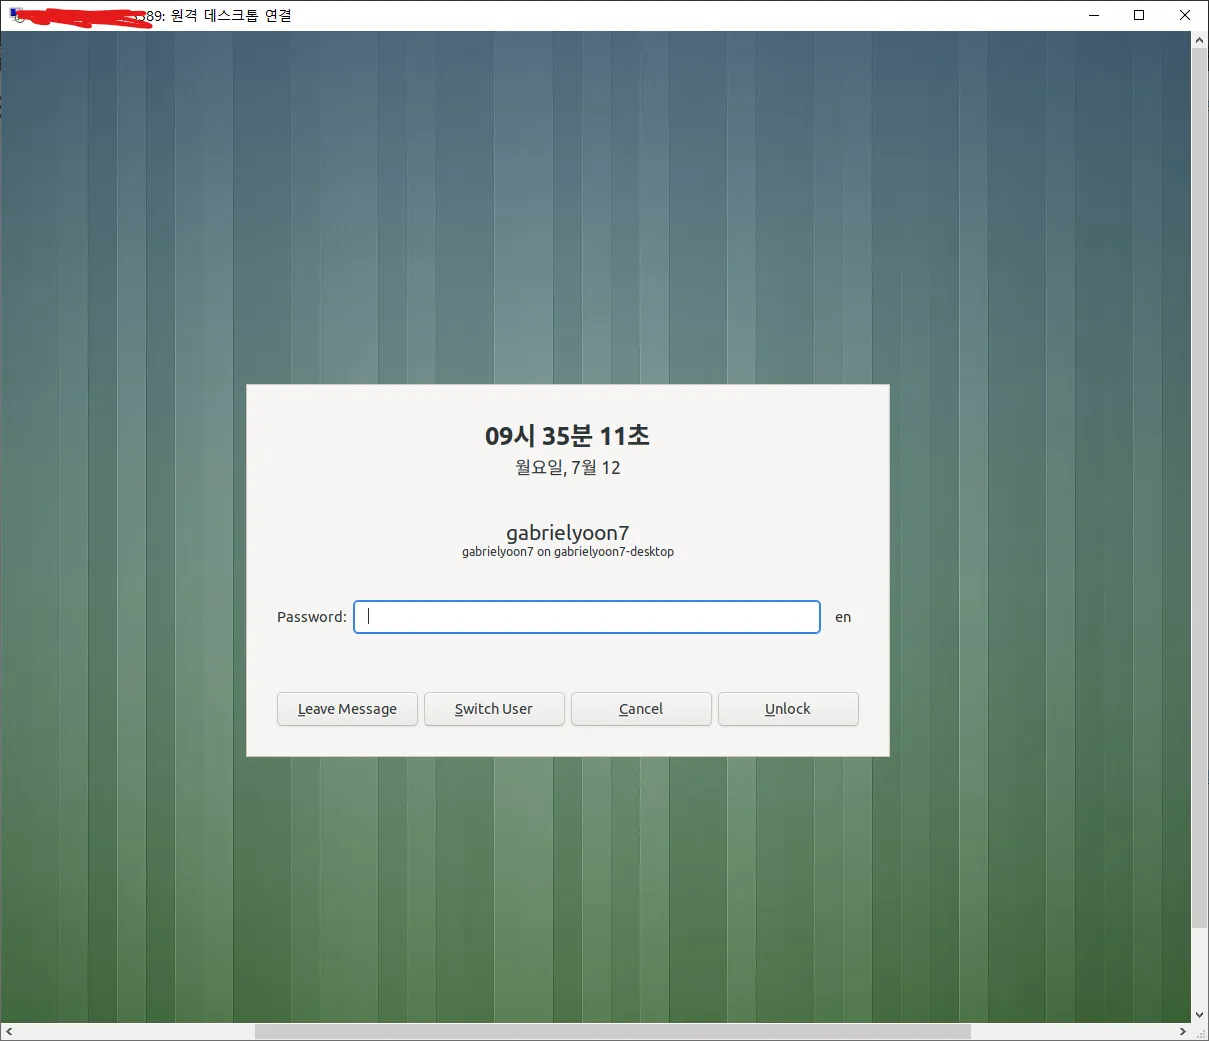 389: 원격 데스크톱 연결
09시 35분 11초
월요일, 7월 12
gabrielyoon7
gabrielyoon7 on gabrielyoon7-desktop
Password: en
Leave Message Switch User Cancel Unlock